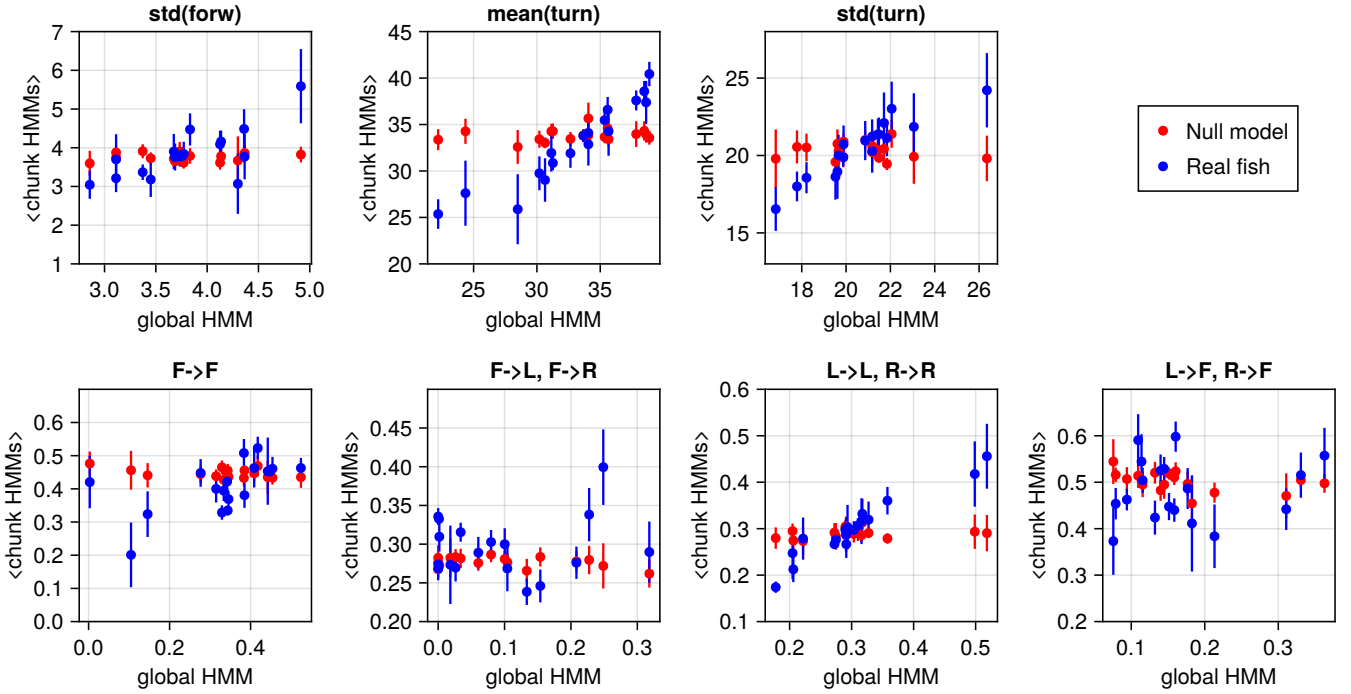 std(forw)
mean(turn)
std(turn)
<chunk HMMs>
7
6
5
4
3
2
1
3.0 3.5 4.0 4.5 5.0
global HMM
<chunk HMMs>
45
40
35
30
25
20
25 30 35
global HMM
<chunk HMMs>
25
20
15
18 20 22 24 26
global HMM
Null model
Real fish
F->F
F->L, F->R
L->L, R->R
L->F, R->F
<chunk HMMs>
0.6
0.5
0.4
0.3
0.2
0.1
0.0
0.0 0.2 0.4
global HMM
<chunk HMMs>
0.45
0.40
0.35
0.30
0.25
0.20
0.0 0.1 0.2 0.3
global HMM
<chunk HMMs>
0.6
0.5
0.4
0.3
0.2
0.1
0.2 0.3 0.4 0.5
global HMM
<chunk HMMs>
0.6
0.5
0.4
0.3
0.2
0.1 0.2 0.3
global HMM